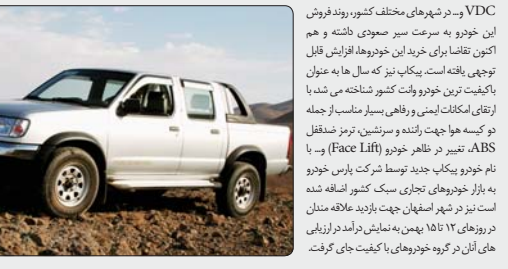 VDC و... در شهرهای مختلف کشور، روند فروش
این خودرو به سرعت سیر صعودی داشته و هم
اکنون تقاضا برای خرید این خودروها، افزایش قابل
توجهی یافته است. پیکاپ نیز که سال ها به عنوان
باکیفیت ترین خودرو وانت کشور شناخته می شد، با
ارتقای امکانات ایمنی و رفاهی بسیار مناسب از جمله
دو کیسه هوا جهت راننده و سرنشین، ترمز ضدقفل
ABS، تغییر در ظاهر خودرو (Face Lift) و... با
نام خودرو پیکاپ جدید توسط شرکت پارس خودرو
به بازار خودروهای تجاری سبک کشور اضافه شده
است نیز در شهر اصفهان جهت بازدید علاقه مندان
در روزهای ۱۲ تا ۱۵ بهمن به نمایش درآمد در ارزیابی
های آنان در گروه خودروهای با کیفیت جای گرفت.